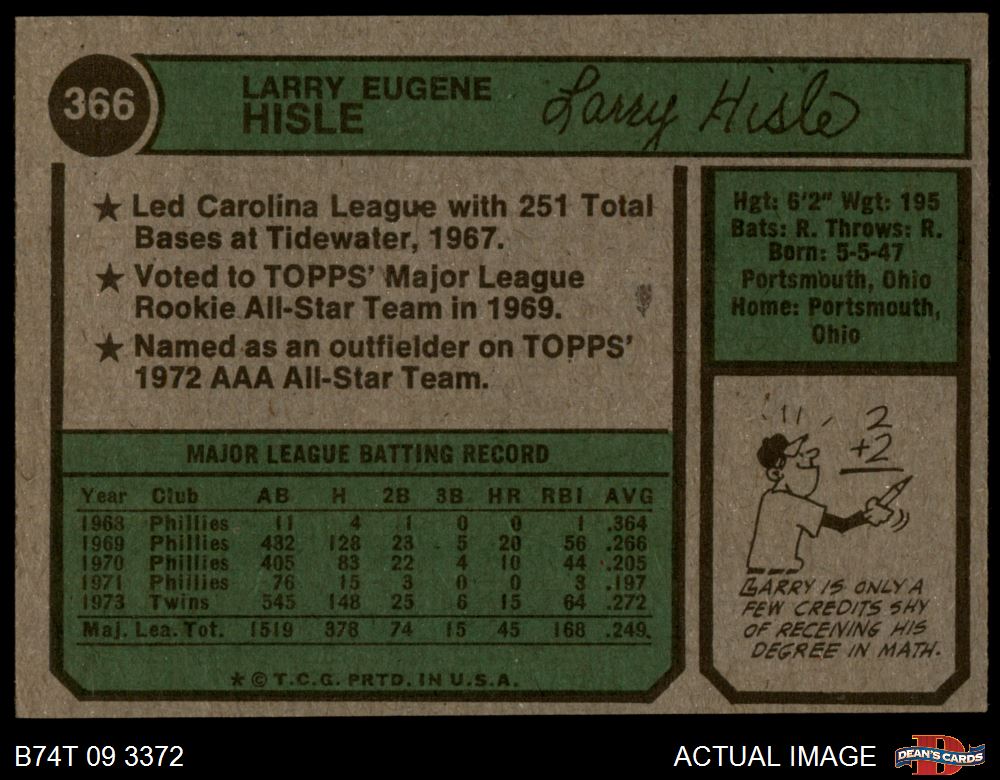 366
LARRY EUGENE
HISLE
Larry Hisle
★ Led Carolina League with 251 Total
Bases at Tidewater, 1967.
★ Voted to TOPPS' Major League
Rookie All-Star Team in 1969.
★ Named as an outfielder on TOPPS'
1972 AAA All-Star Team.
Hgt: 6'2" Wgt: 195
Bats: R. Throws: R.
Born: 5-5-47
Portsmouth, Ohio
Home: Portsmouth,
Ohio
MAJOR LEAGUE BATTING RECORD
Year Club AB H 2B 3B HR RBI AVG
1968 Phillies 11 4 1 0 0 1 .364
1969 Phillies 482 128 23 5 20 56 .266
1970 Phillies 405 83 22 4 10 44 .205
1971 Phillies 76 15 3 0 0 3 .197
1973 Twins 545 148 25 6 15 64 .272
Maj. Lea. Tot. 1519 378 74 15 45 168 .249
★ © T.C.G. PRTD. IN U.S.A.
2
+2
LARRY IS ONLY A
FEW CREDITS SHY
OF RECEIVING HIS
DEGREE IN MATH.
B74T 09 3372
ACTUAL IMAGE
D
DEAN'S CARDS